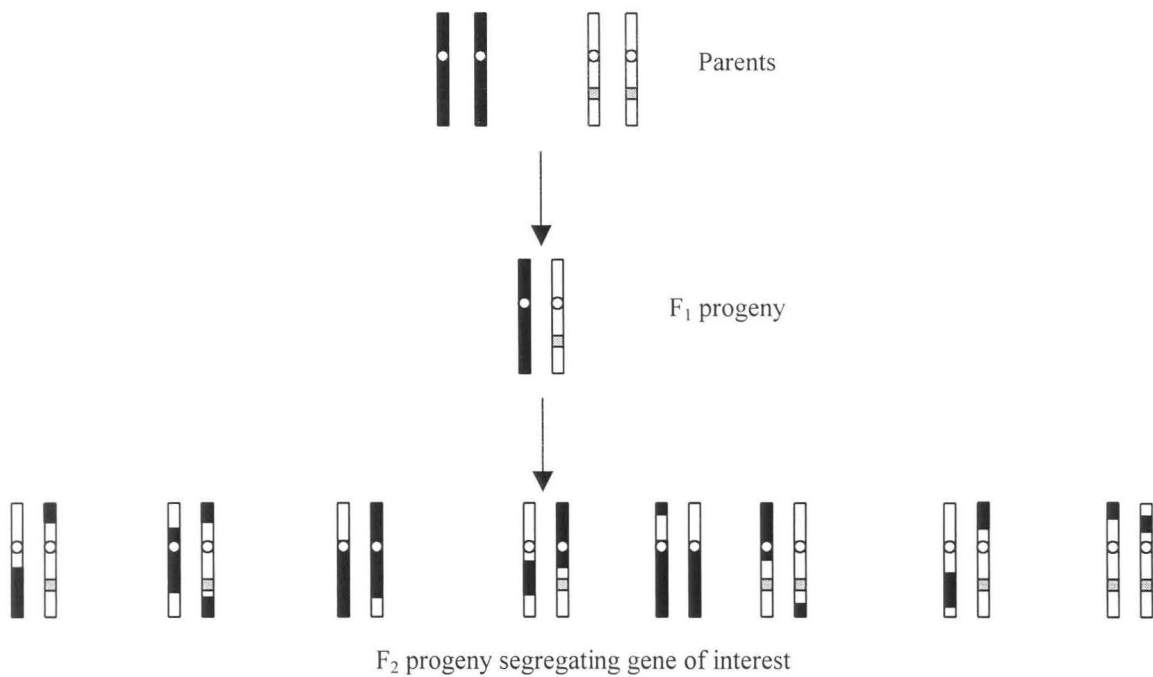 Parents
F₁ progeny
F₂ progeny segregating gene of interest